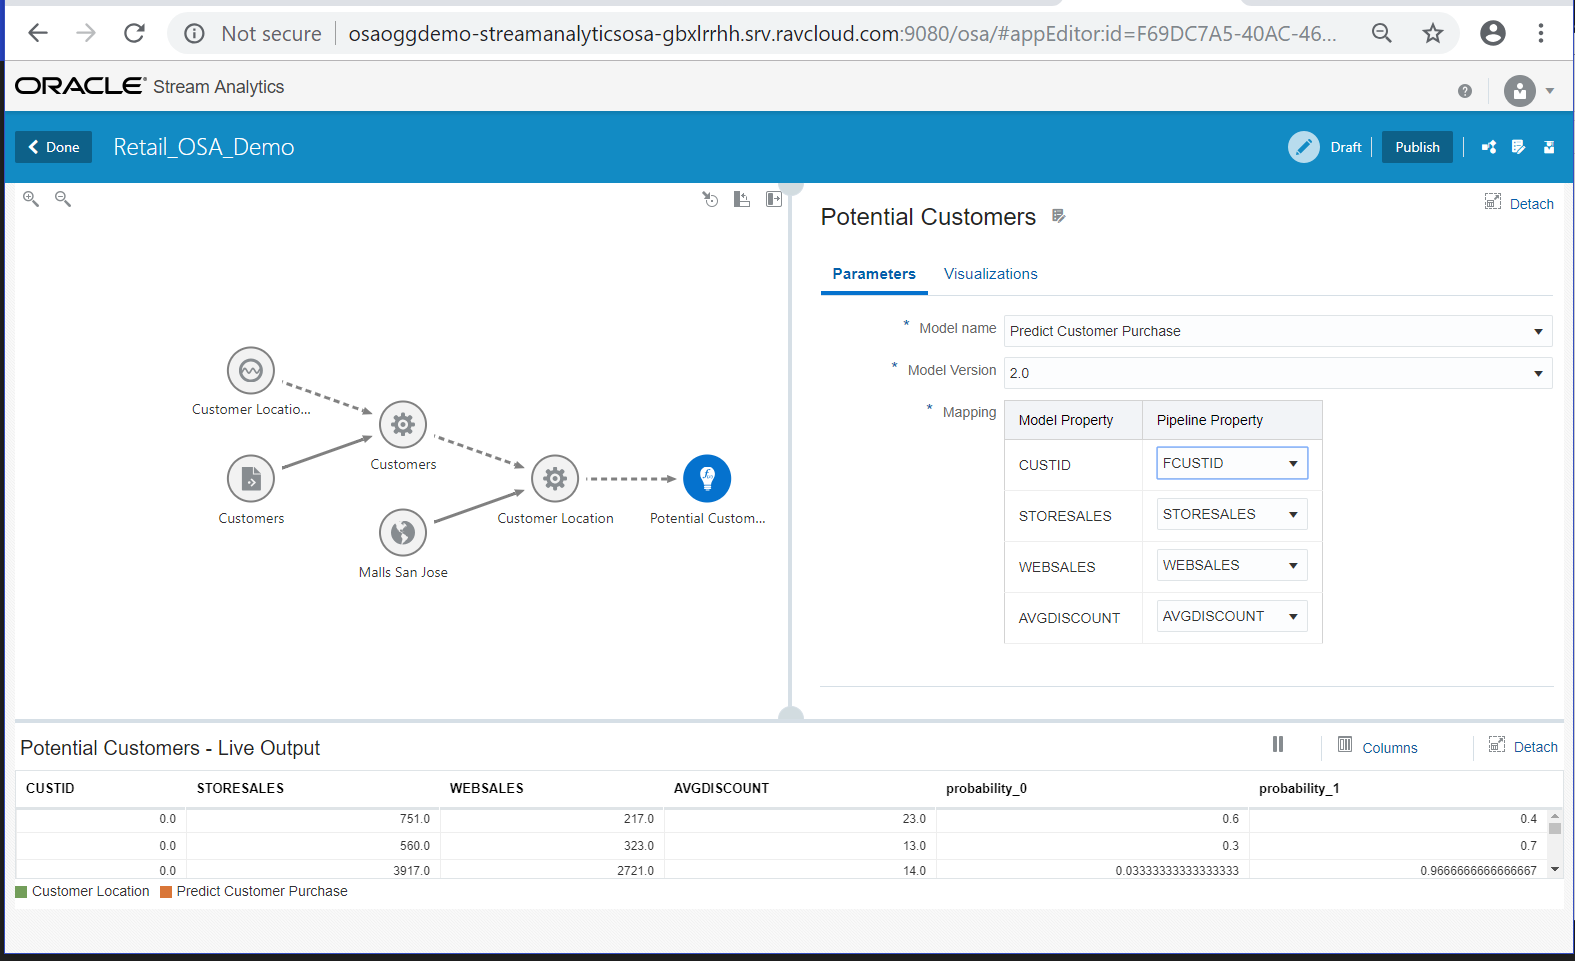 Not secure osaoggdemo-streamanalyticsosa-gbxlrrhh.srv.ravcloud.com:9080/osa/#appEditor:id=F69DC7A5-40AC-46...
ORACLE Stream Analytics
Done Retail_OSA_Demo Draft Publish
Detach
Potential Customers
Parameters Visualizations
* Model name Predict Customer Purchase
* Model Version 2.0
* Mapping Model Property Pipeline Property
CUSTID FCUSTID
STORESALES STORESALES
WEBSALES WEBSALES
AVGDISCOUNT AVGDISCOUNT
Customer Locatio...
Customers
Customers
Customer Location
Potential Custom...
Malls San Jose
Potential Customers - Live Output Columns Detach
CUSTID STORESALES WEBSALES AVGDISCOUNT probability_0 probability_1
0.0 751.0 217.0 23.0 0.6 0.4
0.0 560.0 323.0 13.0 0.3 0.7
0.0 3917.0 2721.0 14.0 0.03333333333333333 0.9666666666666667
Customer Location Predict Customer Purchase